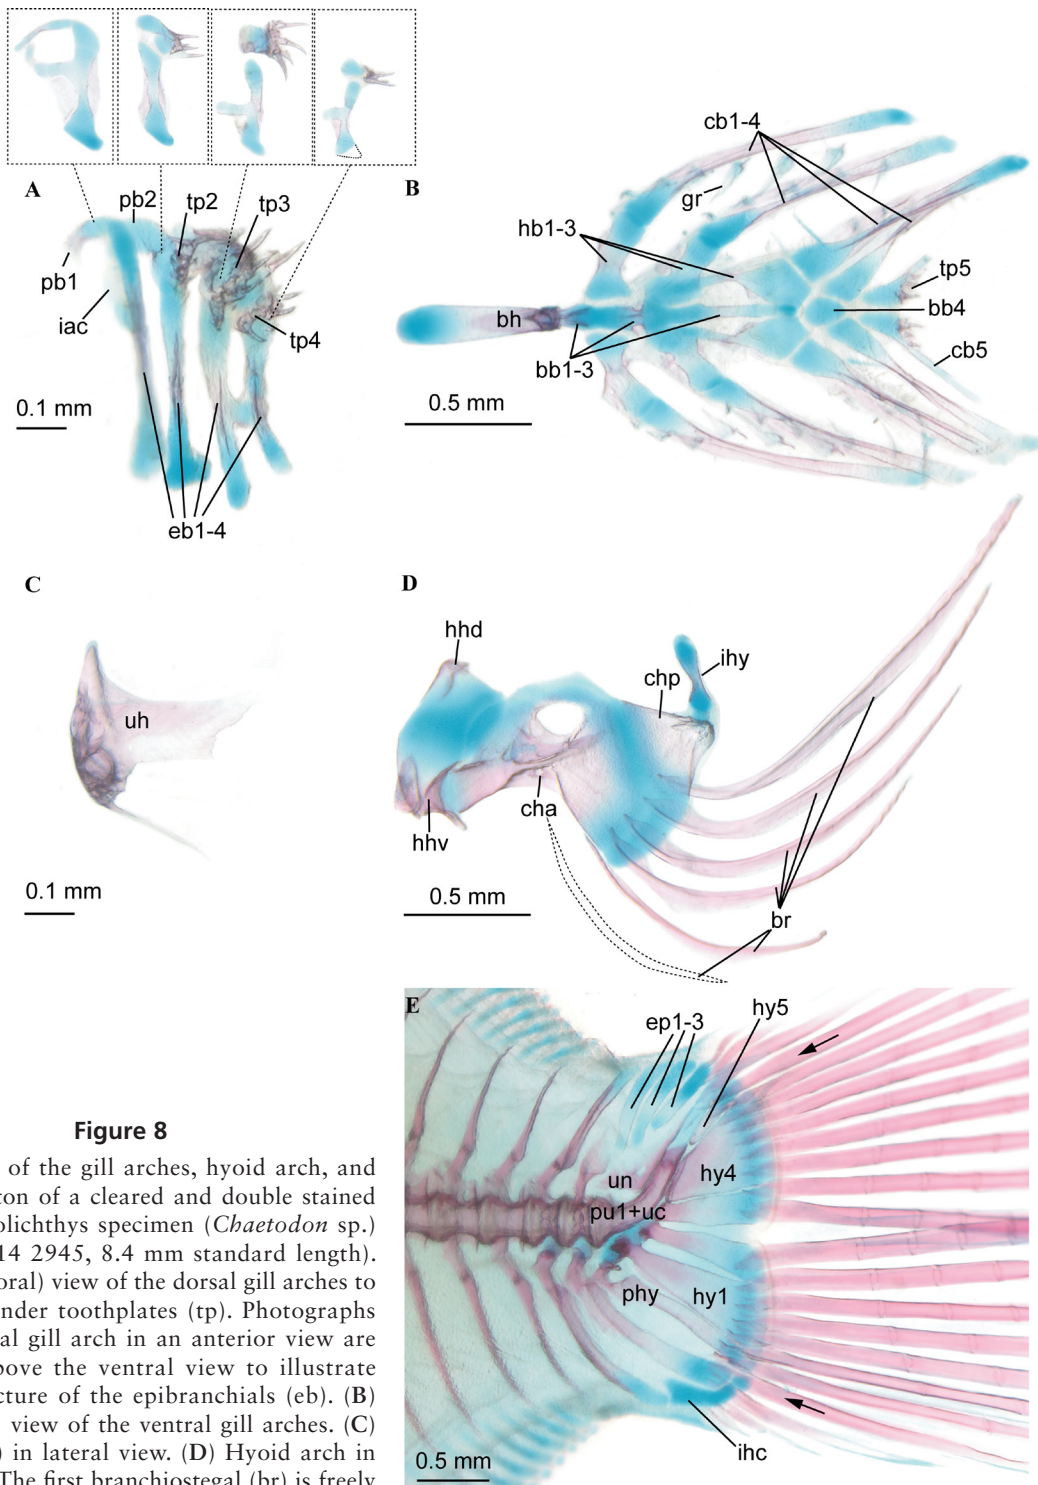 A
pb2
tp2
tp3
pb1
iac
tp4
0.1 mm
eb1-4
B
cb1-4
gr
hb1-3
tp5
bh
bb4
bb1-3
cb5
0.5 mm
C
uh
0.1 mm
D
hhd
ihy
chp
cha
hhv
0.5 mm
br
E
ep1-3
hy5
un
hy4
pu1+uc
phy
hy1
ihc
0.5 mm
Figure 8
of the gill arches, hyoid arch, and
ton of a cleared and double stained
olichthys specimen (Chaetodon sp.)
14 2945, 8.4 mm standard length).
oral) view of the dorsal gill arches to
nder toothplates (tp). Photographs
al gill arch in an anterior view are
bove the ventral view to illustrate
cture of the epibranchials (eb). (B)
view of the ventral gill arches. (C)
) in lateral view. (D) Hyoid arch in
The first branchiostegal (br) is freely